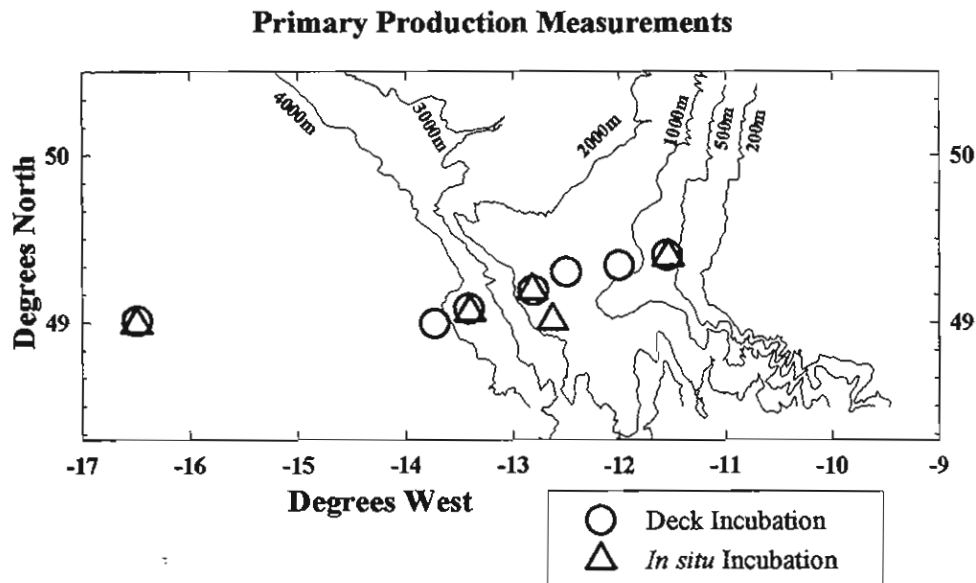 Primary Production Measurements
4000m
3000m
2000m
1000m
500m
200m
50
50
49
49
Degrees North
-17
-16
-15
-14
-13
-12
-11
-10
-9
Degrees West
Deck Incubation
In situ Incubation